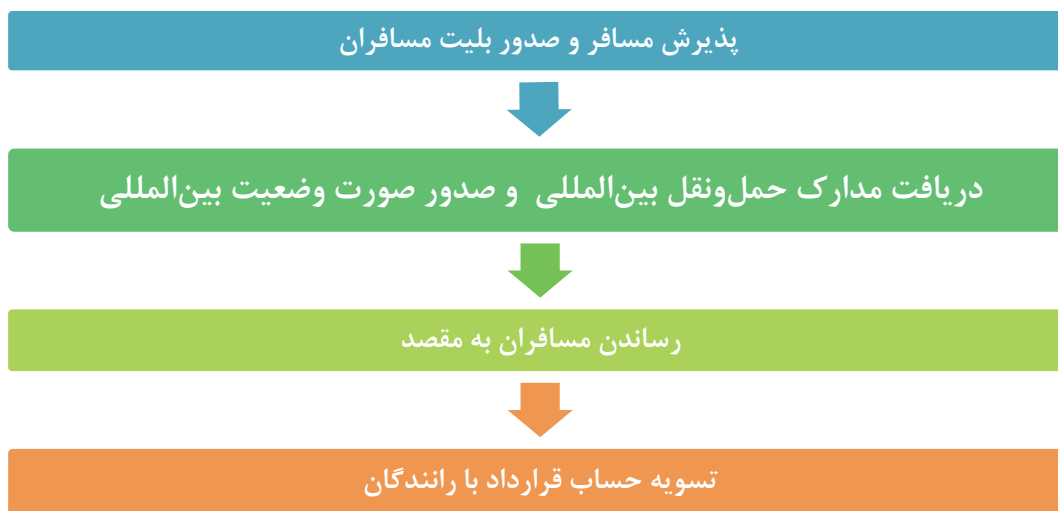 پذیرش مسافر و صدور بلیت مسافران
دریافت مدارک حمل‌ونقل بین‌المللی و صدور صورت وضعیت بین‌المللی
رساندن مسافران به مقصد
تسویه حساب قرارداد با رانندگان